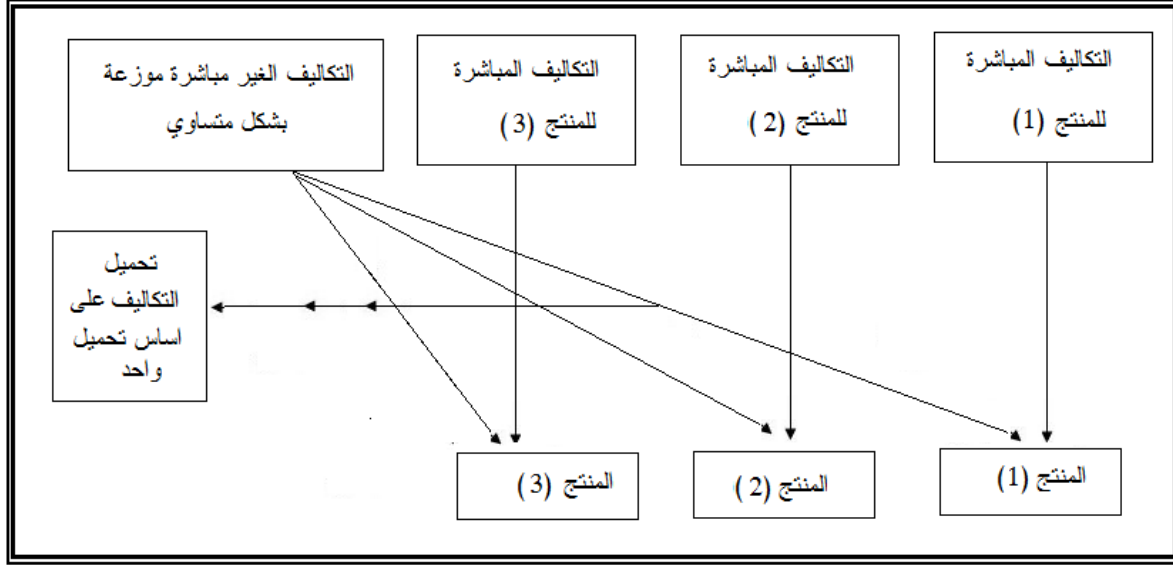 التكاليف المباشرة
للمنتج (1)
التكاليف المباشرة
للمنتج (2)
التكاليف المباشرة
للمنتج (3)
التكاليف الغير مباشرة موزعة
بشكل متساوي
تحميل
التكاليف على
اساس تحميل
واحد
المنتج (1)
المنتج (2)
المنتج (3)